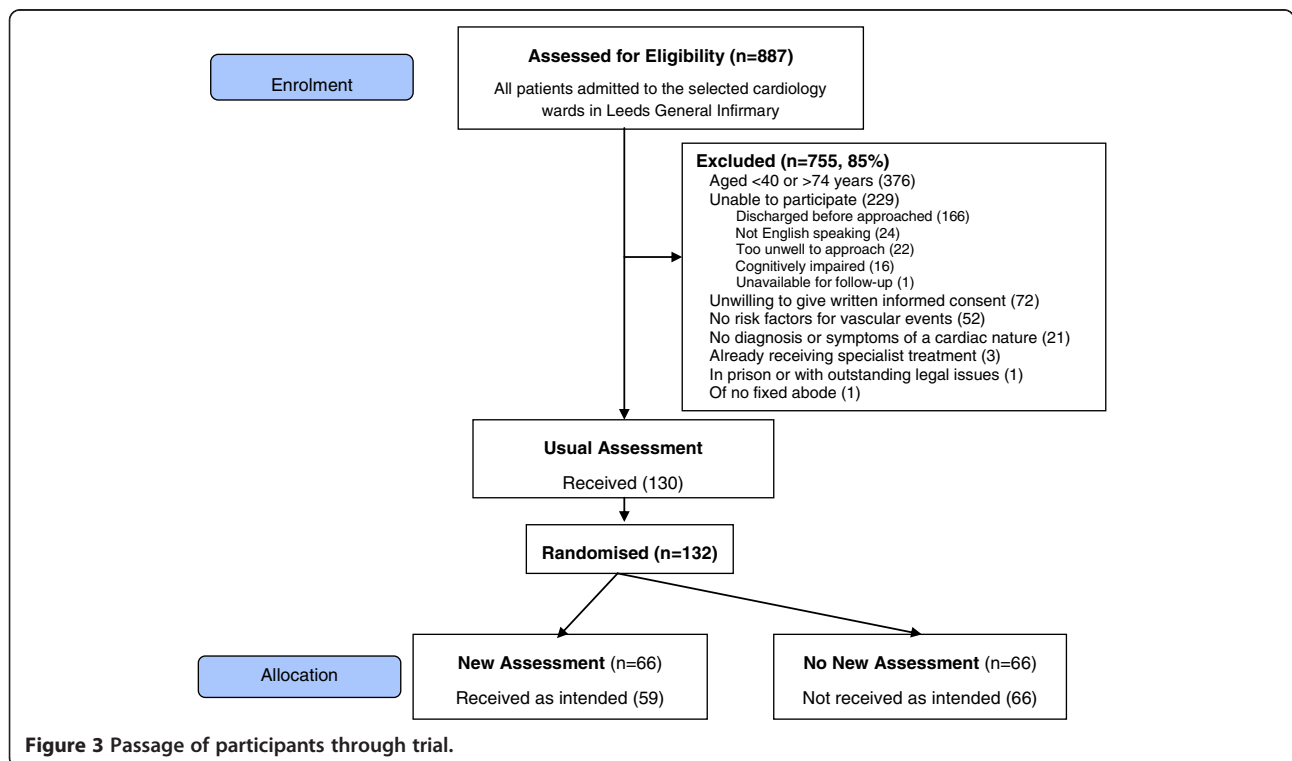 Assessed for Eligibility (n=887)
Enrolment
All patients admitted to the selected cardiology
wards in Leeds General Infirmary
Excluded (n=755, 85%)
Aged <40 or >74 years (376)
Unable to participate (229)
Discharged before approached (166)
Not English speaking (24)
Too unwell to approach (22)
Cognitively impaired (16)
Unavailable for follow-up (1)
Unwilling to give written informed consent (72)
No risk factors for vascular events (52)
No diagnosis or symptoms of a cardiac nature (21)
Already receiving specialist treatment (3)
In prison or with outstanding legal issues (1)
Of no fixed abode (1)
Usual Assessment
Received (130)
Randomised (n=132)
Allocation
New Assessment (n=66)
Received as intended (59)
No New Assessment (n=66)
Not received as intended (66)
Figure 3 Passage of participants through trial.